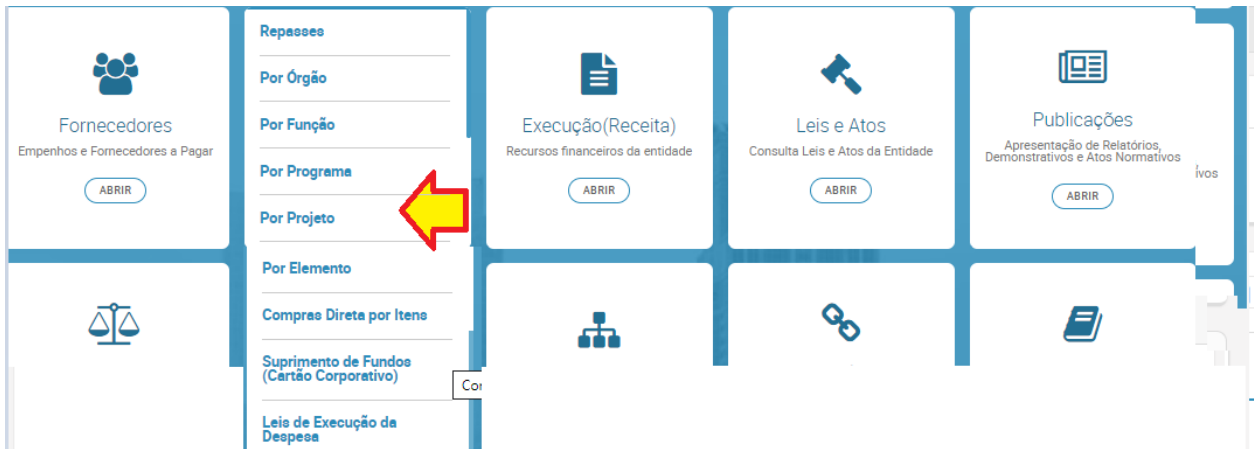 Fornecedores
Empenhos e Fornecedores a Pagar
ABRIR
Repasses
Por Órgão
Por Função
Por Programa
Por Projeto
Por Elemento
Compras Direta por Itens
Suprimento de Fundos
(Cartão Corporativo)
Leis de Execução da
Despesa
Execução(Receita)
Recursos financeiros da entidade
ABRIR
Leis e Atos
Consulta Leis e Atos da Entidade
ABRIR
Publicações
Apresentação de Relatórios,
Demonstrativos e Atos Normativos
ABRIR